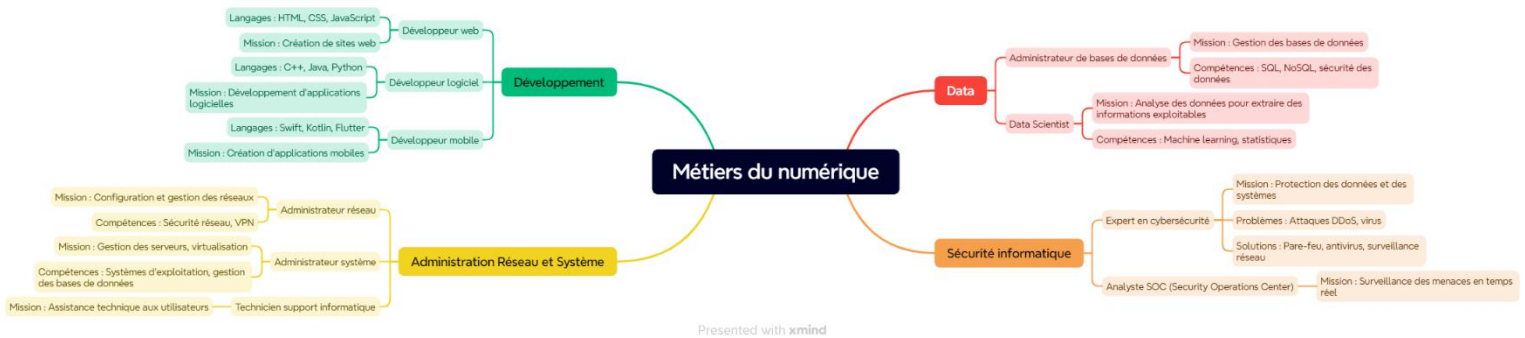 Métiers du numérique
Développement
Développeur web
Langages : HTML, CSS, JavaScript
Mission : Création de sites web
Développeur logiciel
Langages : C++, Java, Python
Mission : Développement d'applications
logicielles
Développeur mobile
Langages : Swift, Kotlin, Flutter
Mission : Création d'applications mobiles
Administration Réseau et Système
Administrateur réseau
Mission : Configuration et gestion des réseaux
Compétences : Sécurité réseau, VPN
Administrateur système
Mission : Gestion des serveurs, virtualisation
Compétences : Systèmes d'exploitation, gestion
des bases de données
Technicien support informatique
Mission : Assistance technique aux utilisateurs
Data
Administrateur de bases de données
Mission : Gestion des bases de données
Compétences : SQL, NoSQL, sécurité des
données
Data Scientist
Mission : Analyse des données pour extraire des
informations exploitables
Compétences : Machine learning, statistiques
Sécurité informatique
Expert en cybersécurité
Mission : Protection des données et des
systèmes
Problèmes : Attaques DDoS, virus
Solutions : Pare-feu, antivirus, surveillance
réseau
Analyste SOC (Security Operations Center)
Mission : Surveillance des menaces en temps
réel
Presented with xmind